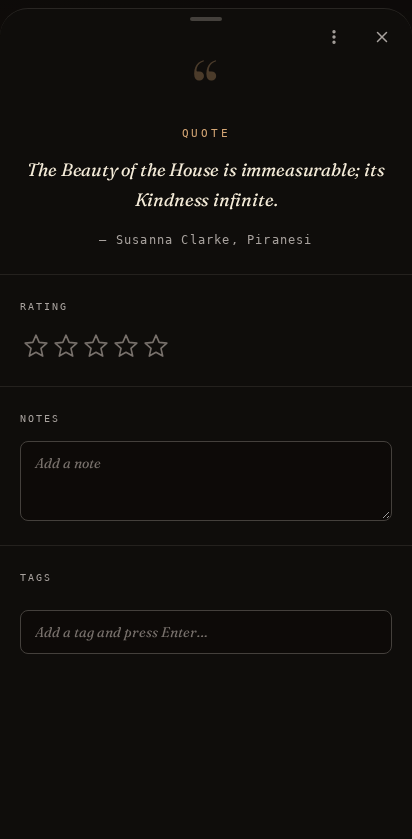 “
QUOTE
The Beauty of the House is immeasurable; its
Kindness infinite.
— Susanna Clarke, Piranesi
RATING
NOTES
Add a note
TAGS
Add a tag and press Enter...